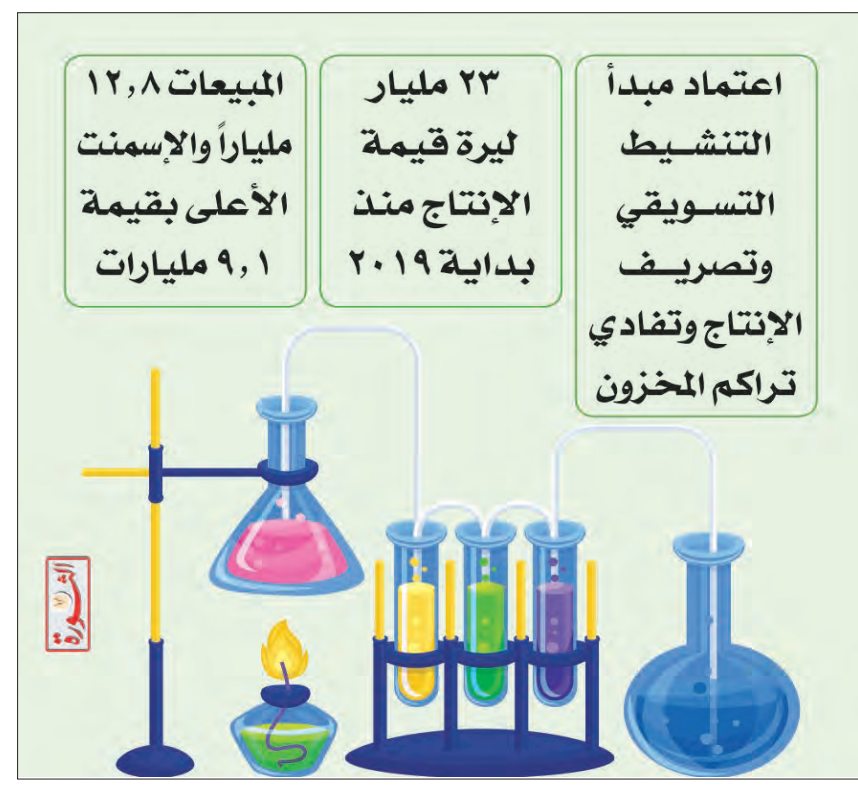 اعتماد مبدأ
التنشيط
التسويقي
وتصريف
الإنتاج وتفادي
تراكم المخزون
٢٣ مليار
ليرة قيمة
الإنتاج منذ
بداية ٢٠١٩
المبيعات ١٢,٨
ملياراً والإسمنت
الأعلى بقيمة
٩,١ مليارات
الثورة